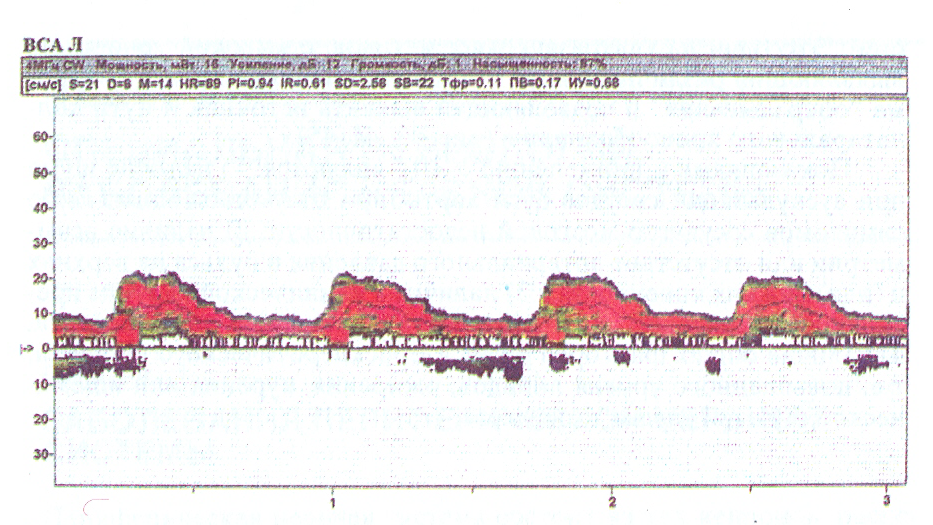 ВСА Л
4МГц CW Мощность, мВт: 16 Усиление, дБ: 12 Громкость, дБ: 1 Насыщенность: 87%
[см/с] S=21 D=8 M=14 HR=89 PI=0.94 IR=0.61 SD=2.56 SB=22 Тфр=0.11 ПВ=0.17 ИУ=0.68
60
50
40
30
20
10
0
10
20
30
1 2 3